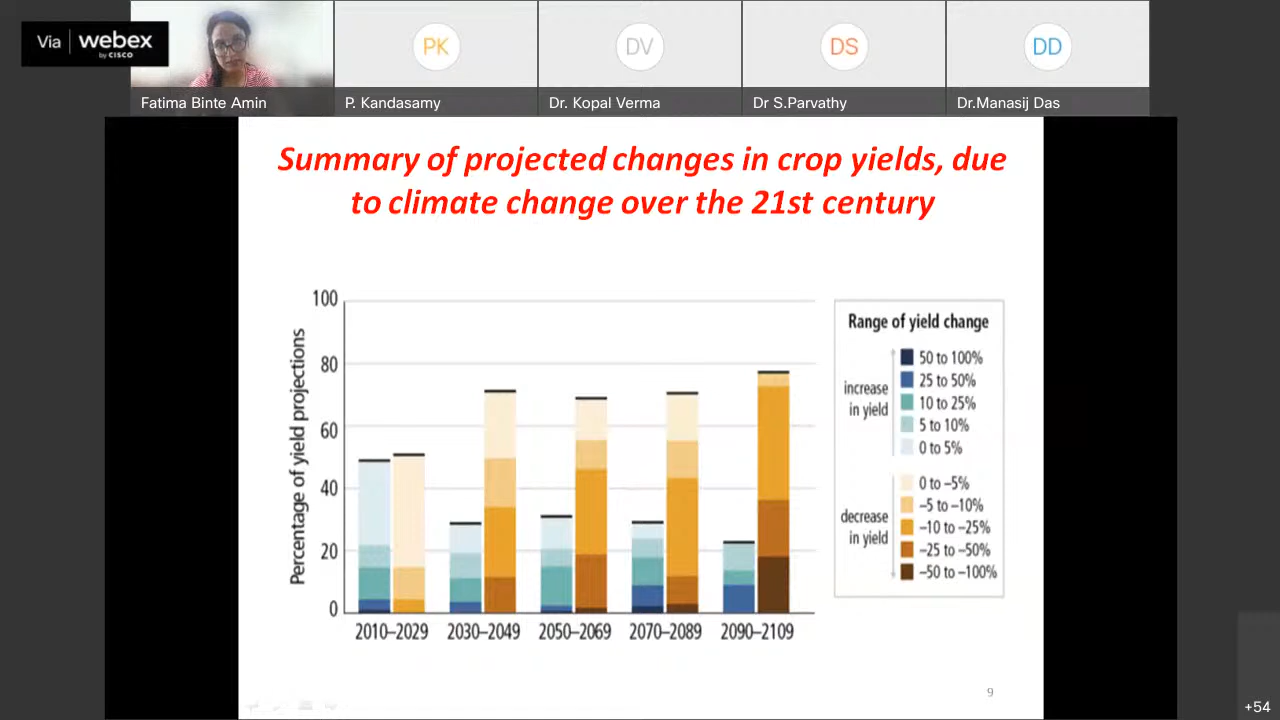 Via webex
by CISCO
PK
DV
DS
DD
Fatima Binte Amin
P. Kandasamy
Dr. Kopal Verma
Dr S.Parvathy
Dr.Manasij Das
Summary of projected changes in crop yields, due
to climate change over the 21st century
Percentage of yield projections
100
80
60
40
20
0
2010–2029
2030–2049
2050–2069
2070–2089
2090–2109
Range of yield change
increase
in yield
50 to 100%
25 to 50%
10 to 25%
5 to 10%
0 to 5%
decrease
in yield
0 to –5%
–5 to –10%
–10 to –25%
–25 to –50%
–50 to –100%
9
+54